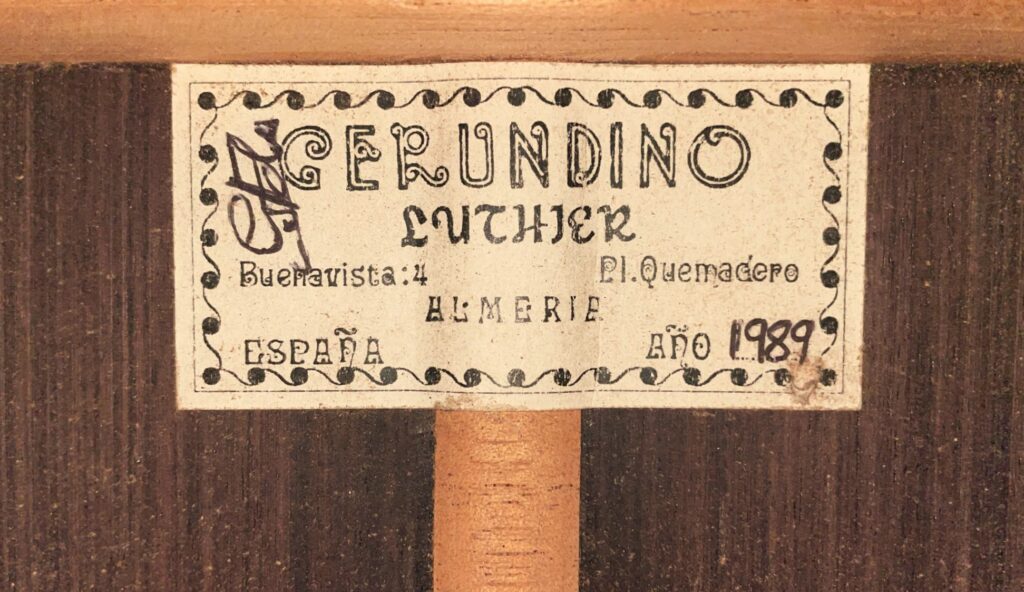 GERUNDINO
LUTHIER
Buenavista:4 Pl.Quemadero
ALMERIA
ESPAÑA AÑO 1989